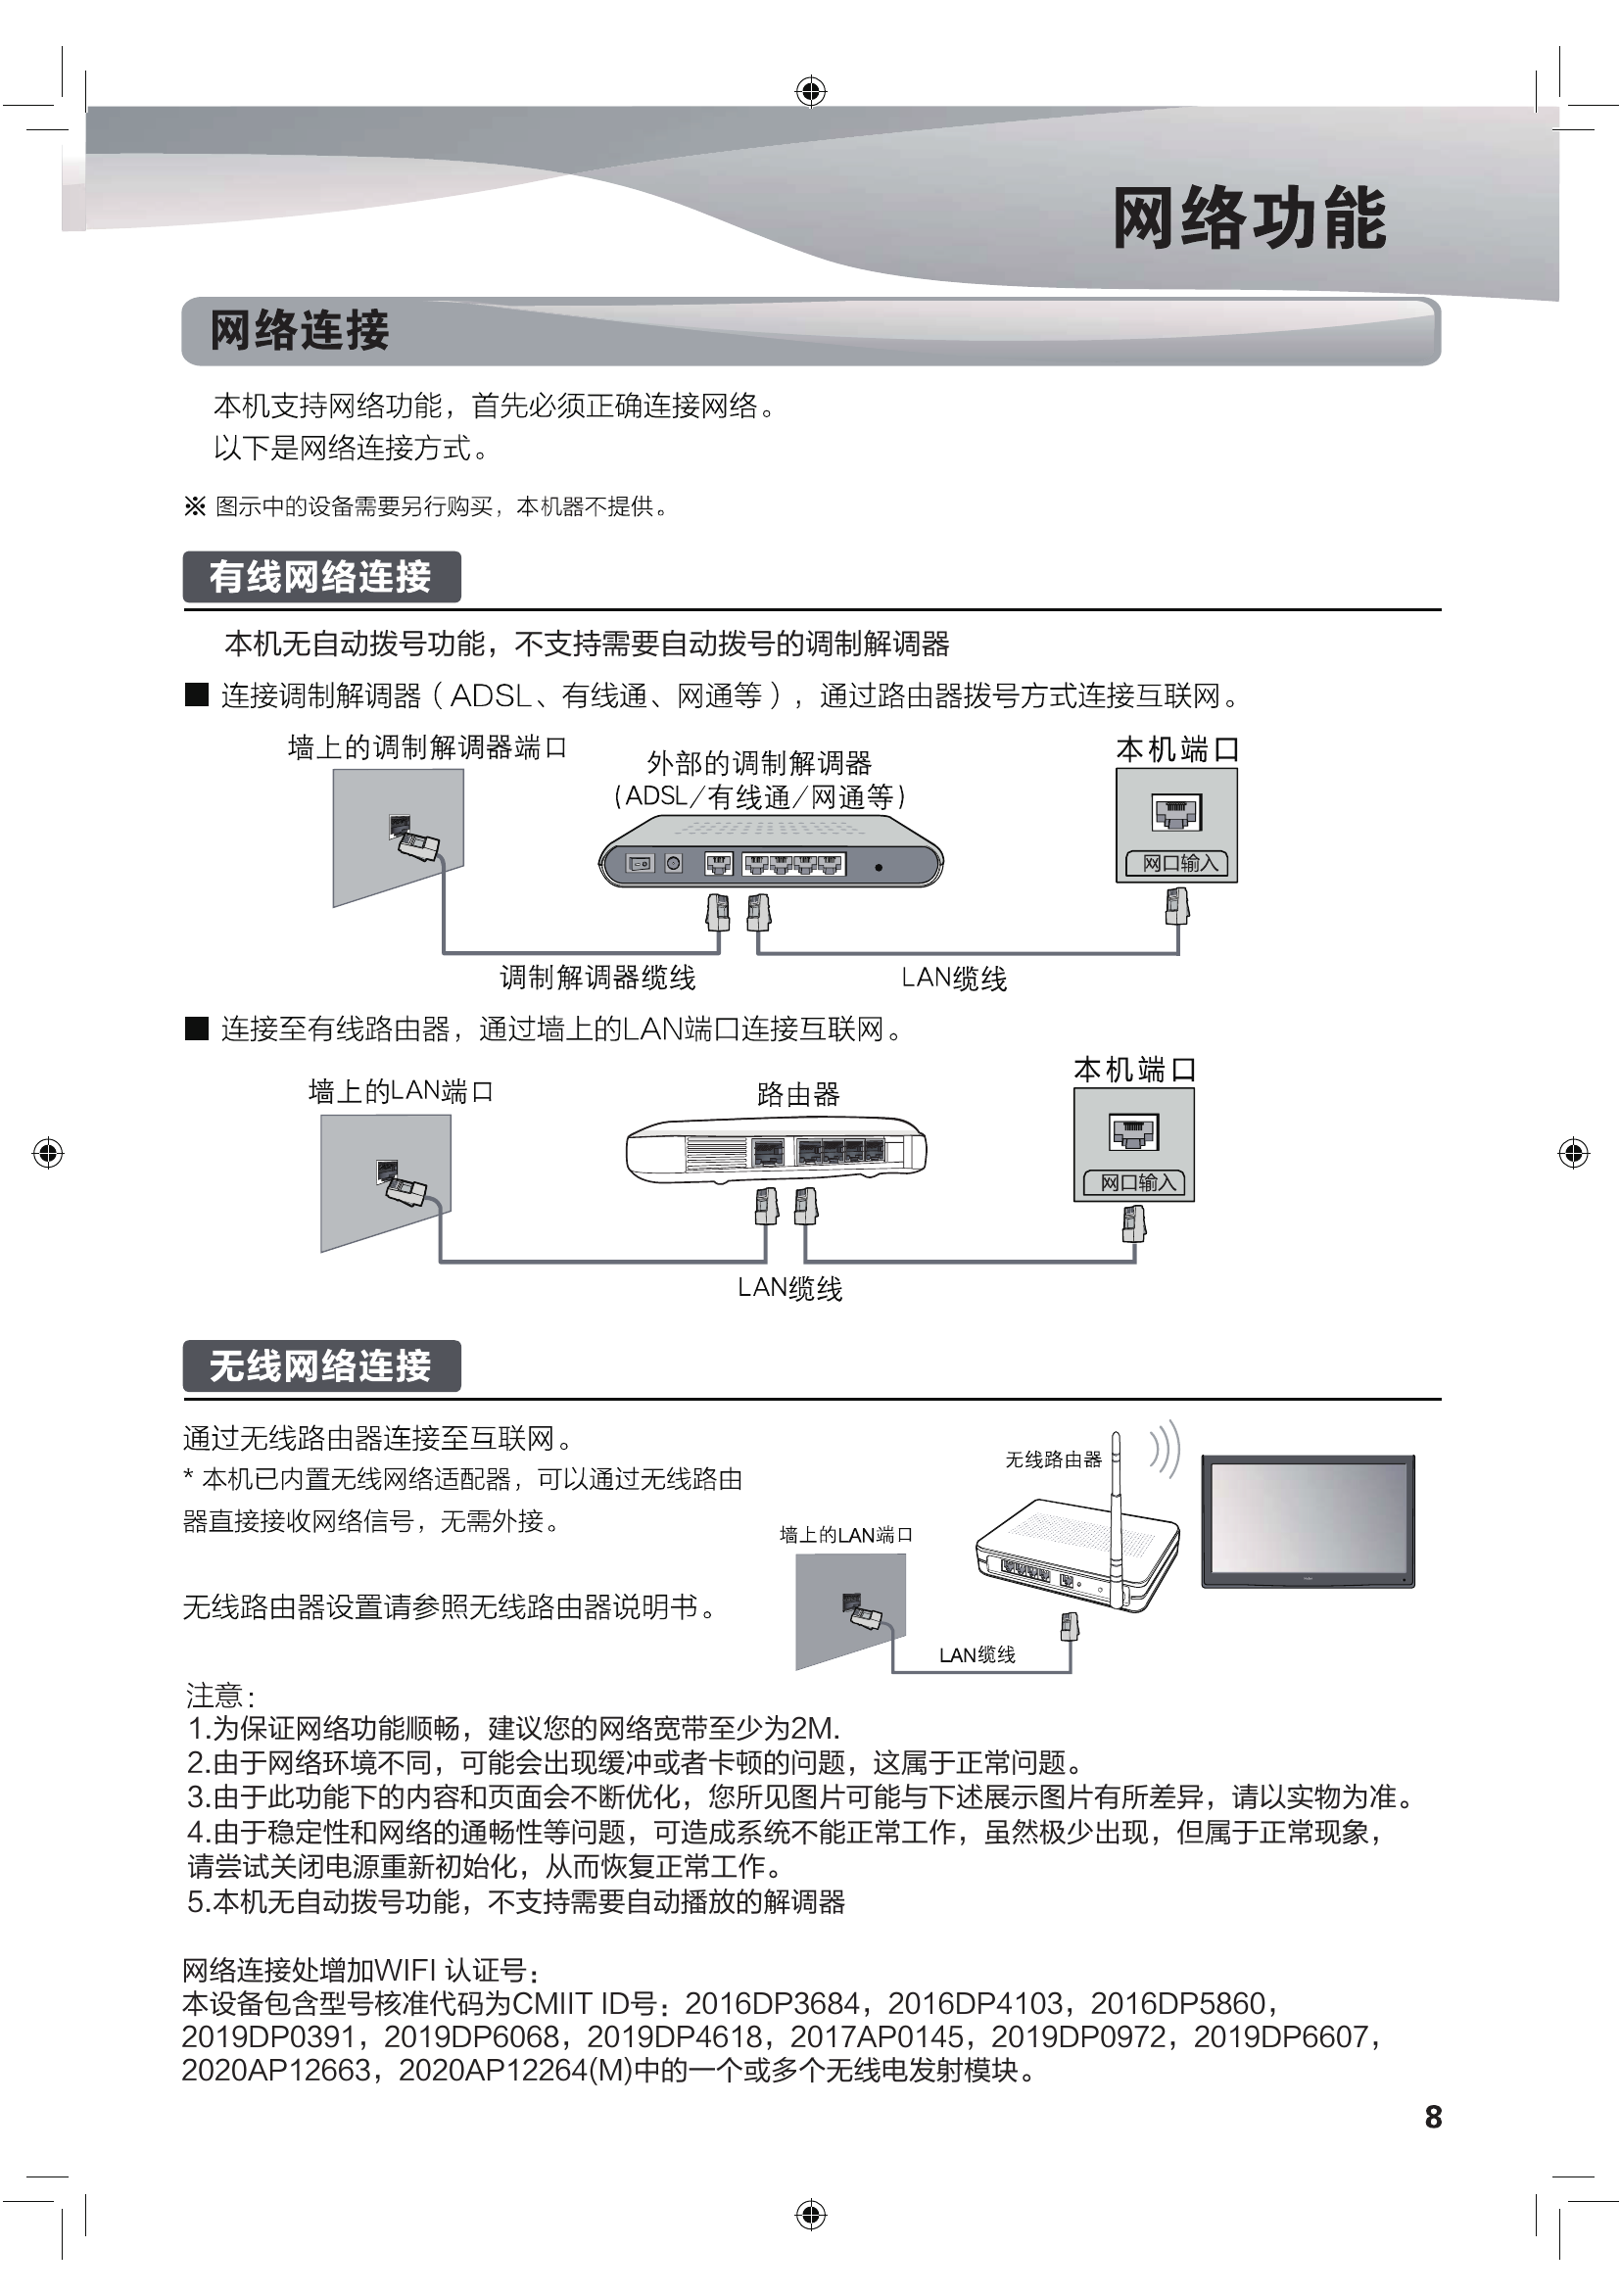 网络功能
网络连接
本机支持网络功能，首先必须正确连接网络。
以下是网络连接方式。
※ 图示中的设备需要另行购买，本机器不提供。
有线网络连接
本机无自动拨号功能，不支持需要自动拨号的调制解调器
■ 连接调制解调器（ADSL、有线通、网通等），通过路由器拨号方式连接互联网。
墙上的调制解调器端口
外部的调制解调器
(ADSL/有线通/网通等)
本机端口
网口输入
调制解调器缆线
LAN缆线
■ 连接至有线路由器，通过墙上的LAN端口连接互联网。
墙上的LAN端口
路由器
本机端口
网口输入
LAN缆线
无线网络连接
通过无线路由器连接至互联网。
* 本机已内置无线网络适配器，可以通过无线路由
器直接接收网络信号，无需外接。
无线路由器设置请参照无线路由器说明书。
无线路由器
墙上的LAN端口
LAN缆线
注意：
1.为保证网络功能顺畅，建议您的网络宽带至少为2M.
2.由于网络环境不同，可能会出现缓冲或者卡顿的问题，这属于正常问题。
3.由于此功能下的内容和页面会不断优化，您所见图片可能与下述展示图片有所差异，请以实物为准。
4.由于稳定性和网络的通畅性等问题，可造成系统不能正常工作，虽然极少出现，但属于正常现象，
请尝试关闭电源重新初始化，从而恢复正常工作。
5.本机无自动拨号功能，不支持需要自动播放的解调器
网络连接处增加WIFI 认证号：
本设备包含型号核准代码为CMIIT ID号：2016DP3684，2016DP4103，2016DP5860，
2019DP0391，2019DP6068，2019DP4618，2017AP0145，2019DP0972，2019DP6607，
2020AP12663，2020AP12264(M)中的一个或多个无线电发射模块。
8